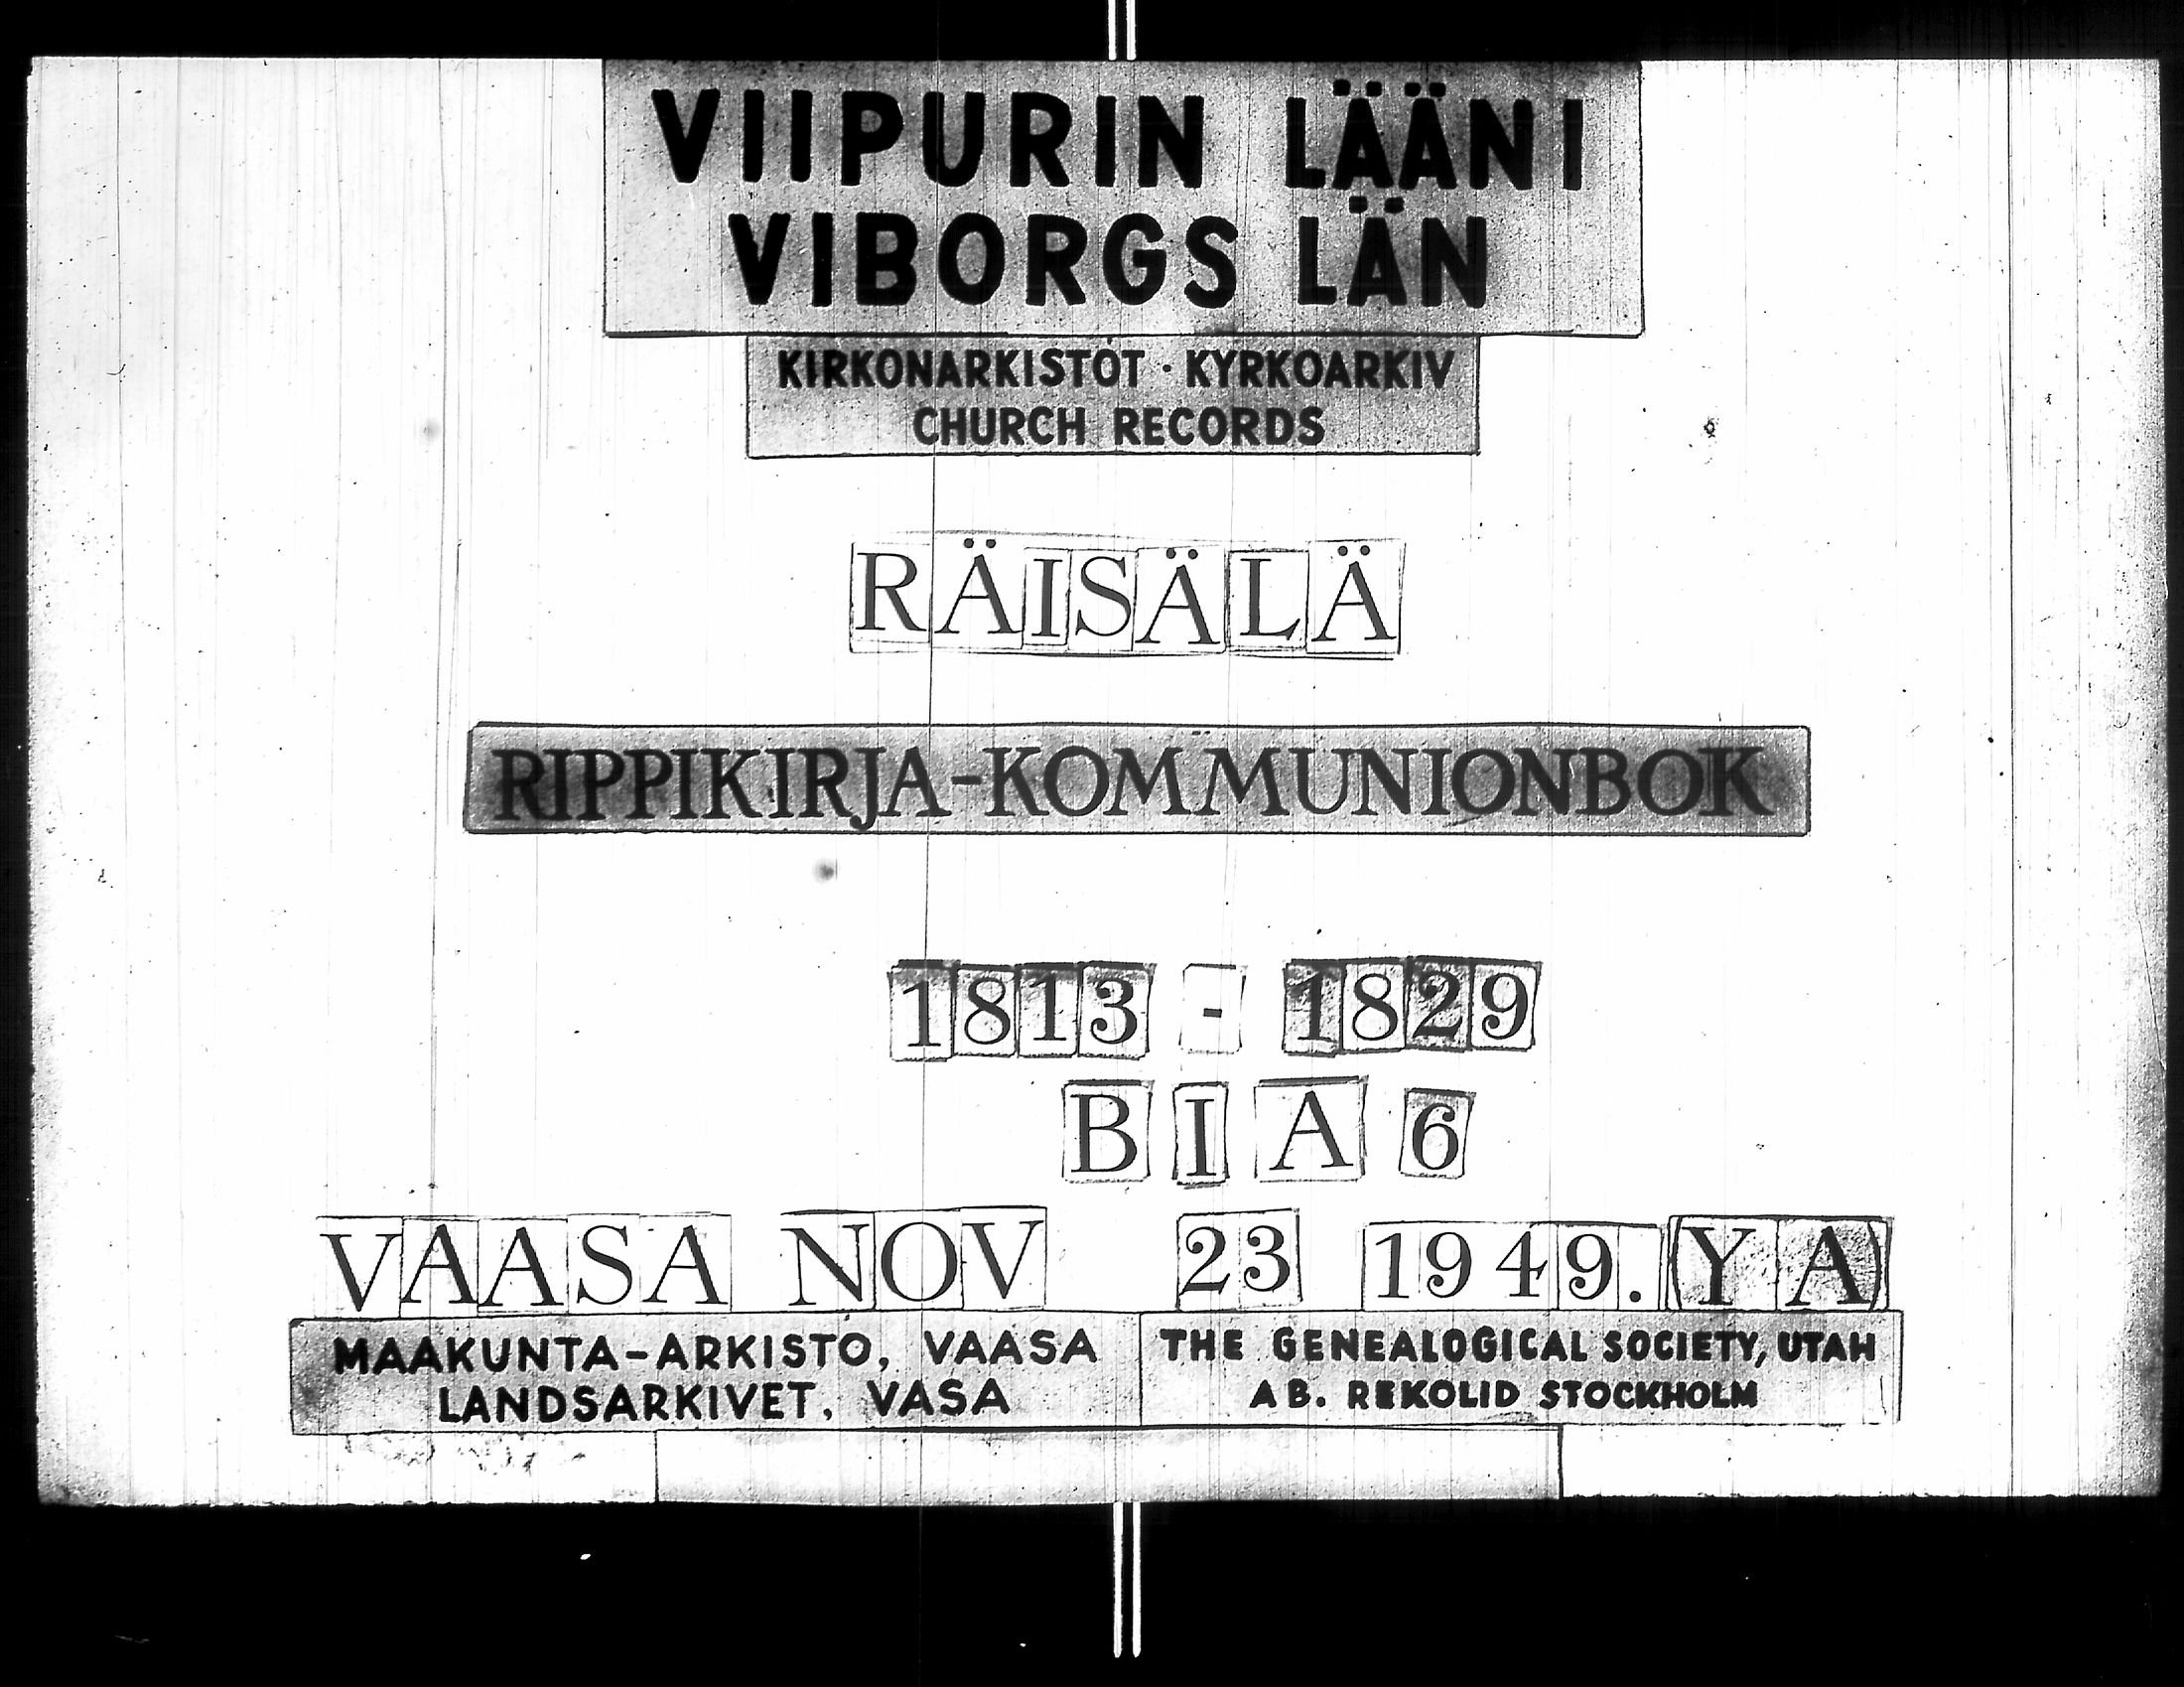 VIIPURIN LÄÄNI
VIBORGS LÄN
KIRKONARKISTOT · KYRKOARKIV
CHURCH RECORDS
RÄISÄLÄ
RIPPIKIRJA-KOMMUNIONBOK
1813 - 1829
B I A 6
VAASA NOV 23 1949. (YA)
MAAKUNTA-ARKISTO, VAASA
LANDSARKIVET, VASA
THE GENEALOGICAL SOCIETY, UTAH
AB. REKOLID STOCKHOLM